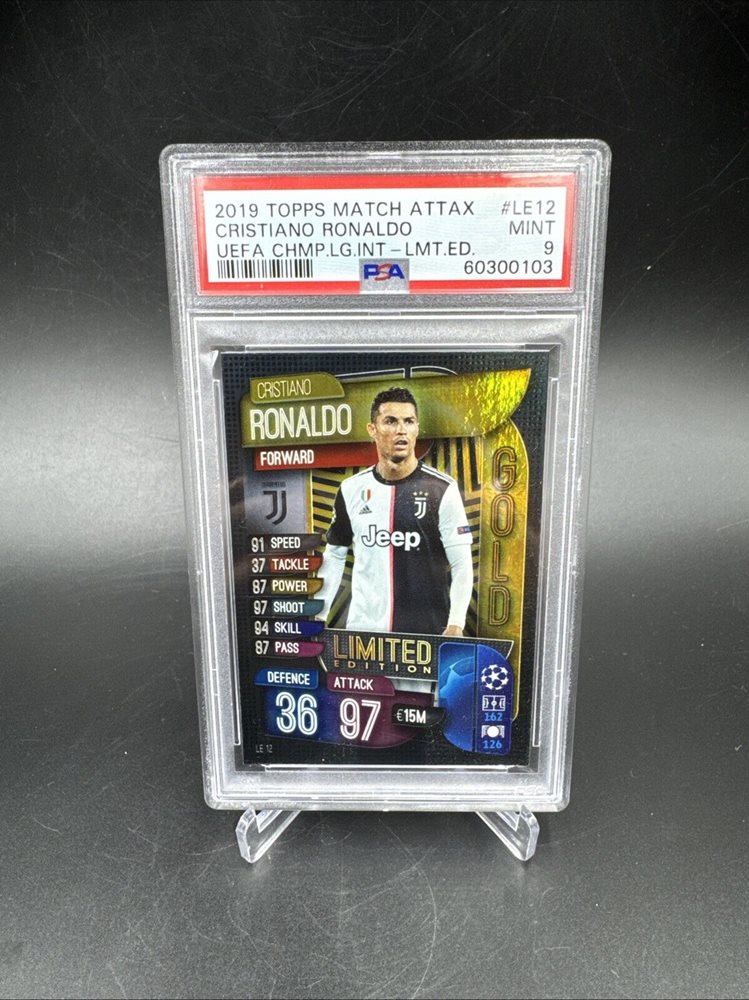 2019 TOPPS MATCH ATTAX #LE12
CRISTIANO RONALDO MINT
UEFA CHMP.LG.INT-LMT.ED. 9
PSA 60300103
CRISTIANO
RONALDO
FORWARD
JUVENTUS
GOLD
Jeep
91 SPEED
37 TACKLE
87 POWER
97 SHOOT
94 SKILL
87 PASS
LIMITED
EDITION
DEFENCE ATTACK
36 97 €15M
162
126
LE 12